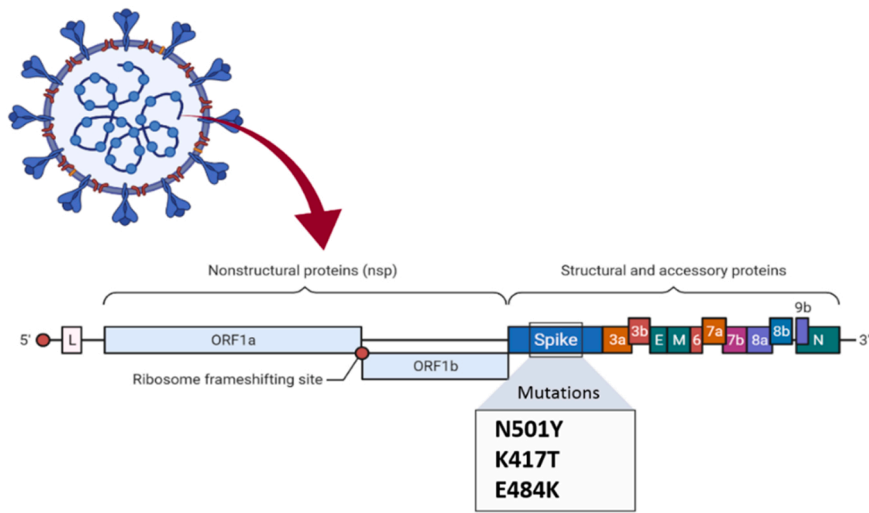 Nonstructural proteins (nsp)
Structural and accessory proteins
9b
5' L ORF1a Spike 3a 3b E M 6 7a 7b 8a 8b N 3'
ORF1b
Ribosome frameshifting site
Mutations
N501Y
K417T
E484K